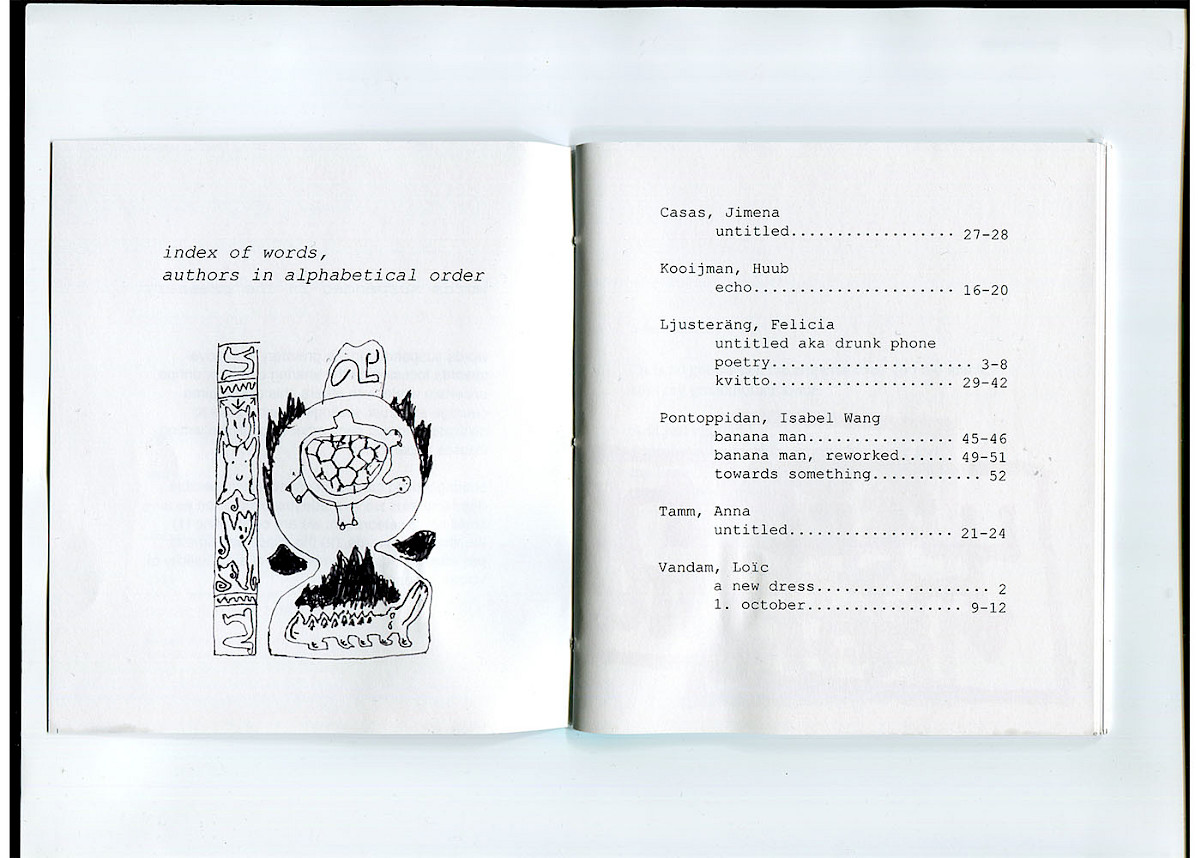 index of words,
authors in alphabetical order
Casas, Jimena
untitled.................. 27-28
Kooijman, Huub
echo...................... 16-20
Ljusteräng, Felicia
untitled aka drunk phone
poetry...................... 3-8
kvitto.................... 29-42
Pontoppidan, Isabel Wang
banana man................ 45-46
banana man, reworked...... 49-51
towards something............ 52
Tamm, Anna
untitled.................. 21-24
Vandam, Loïc
a new dress................... 2
1. october................. 9-12